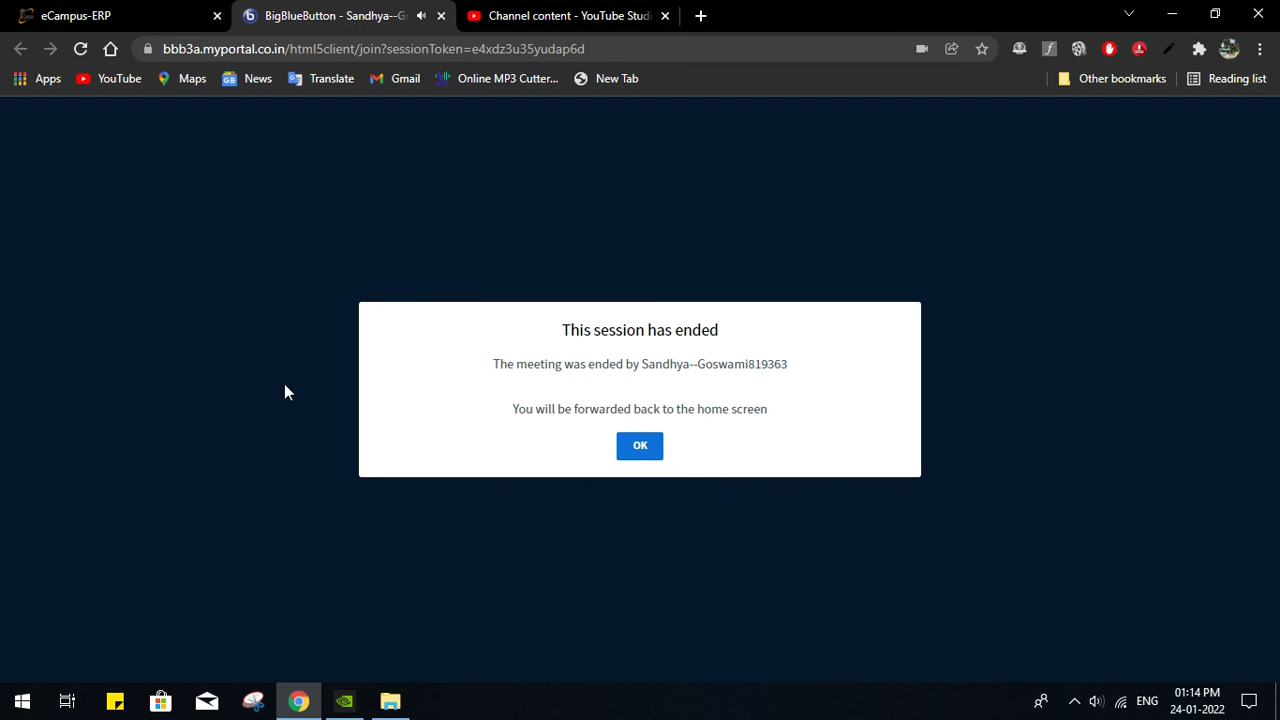 eCampus-ERP
BigBlueButton - Sandhya--Go
Channel content - YouTube Studi
bbb3a.myportal.co.in/html5client/join?sessionToken=e4xdz3u35yudap6d
Apps
YouTube
Maps
News
Translate
Gmail
Online MP3 Cutter...
New Tab
Other bookmarks
Reading list
This session has ended
The meeting was ended by Sandhya--Goswami819363
You will be forwarded back to the home screen
OK
ENG
01:14 PM
24-01-2022